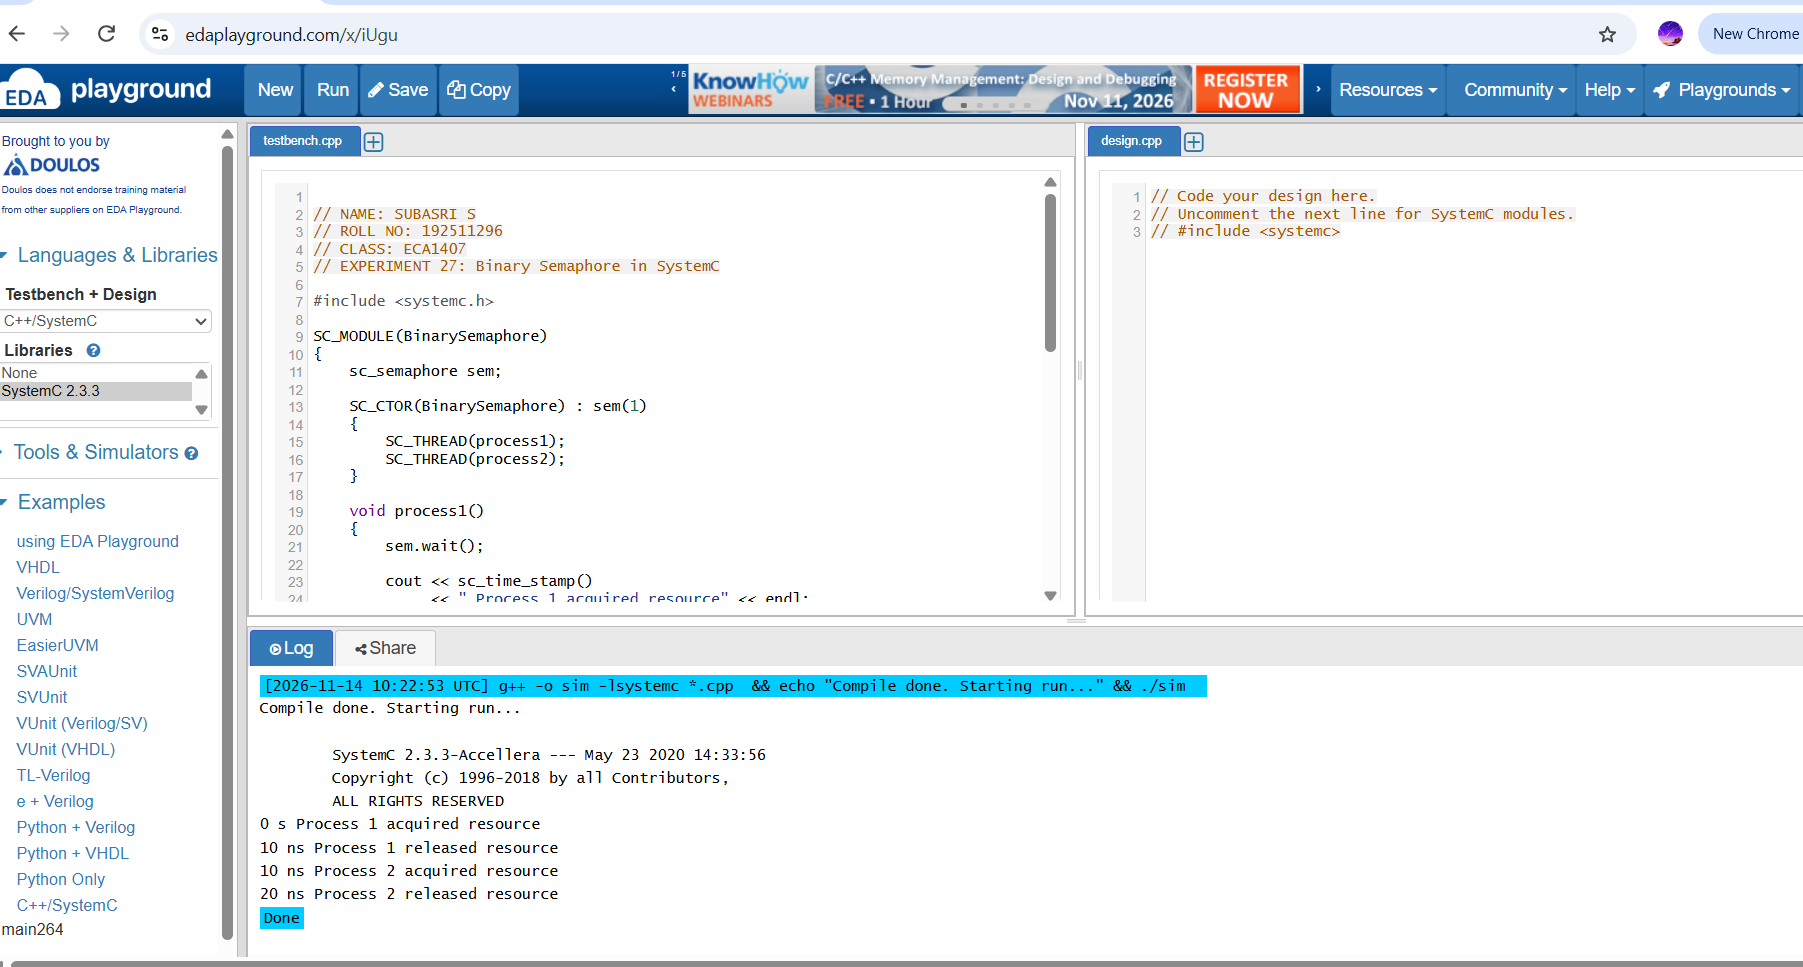 edaplayground.com/x/iUgu
New Chrome
EDA playground
New
Run
Save
Copy
1/5
KnowHow
WEBINARS
C/C++ Memory Management: Design and Debugging
FREE • 1 Hour
Nov 11, 2026
REGISTER
NOW
Resources
Community
Help
Playgrounds
Brought to you by
DOULOS
Doulos does not endorse training material
from other suppliers on EDA Playground.
Languages & Libraries
Testbench + Design
C++/SystemC
Libraries
None
SystemC 2.3.3
Tools & Simulators
Examples
using EDA Playground
VHDL
Verilog/SystemVerilog
UVM
EasierUVM
SVAUnit
SVUnit
VUnit (Verilog/SV)
VUnit (VHDL)
TL-Verilog
e + Verilog
Python + Verilog
Python + VHDL
Python Only
C++/SystemC
main264
testbench.cpp
1
2 // NAME: SUBASRI S
3 // ROLL NO: 192511296
4 // CLASS: ECA1407
5 // EXPERIMENT 27: Binary Semaphore in SystemC
6
7 #include <systemc.h>
8
9 SC_MODULE(BinarySemaphore)
10 {
11 sc_semaphore sem;
12
13 SC_CTOR(BinarySemaphore) : sem(1)
14 {
15 SC_THREAD(process1);
16 SC_THREAD(process2);
17 }
18
19 void process1()
20 {
21 sem.wait();
22
23 cout << sc_time_stamp()
24 << " Process 1 acquired resource" << endl;
design.cpp
1 // Code your design here.
2 // Uncomment the next line for SystemC modules.
3 // #include <systemc>
Log
Share
[2026-11-14 10:22:53 UTC] g++ -o sim -lsystemc *.cpp && echo "Compile done. Starting run..." && ./sim
Compile done. Starting run...
SystemC 2.3.3-Accellera --- May 23 2020 14:33:56
Copyright (c) 1996-2018 by all Contributors,
ALL RIGHTS RESERVED
0 s Process 1 acquired resource
10 ns Process 1 released resource
10 ns Process 2 acquired resource
20 ns Process 2 released resource
Done